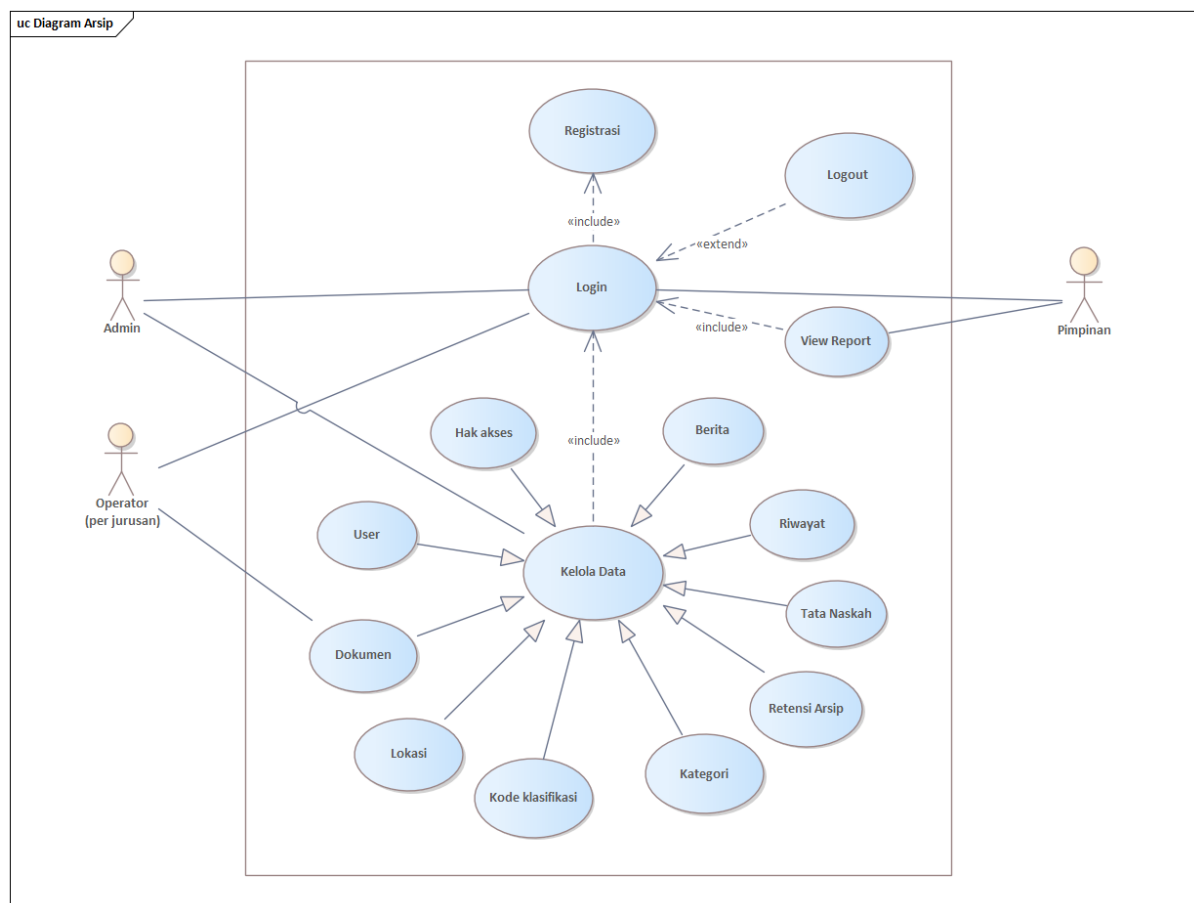 uc Diagram Arsip
Registrasi
Logout
«include»
«extend»
Login
Admin
Pimpinan
«include»
View Report
Hak akses
Berita
«include»
Operator
(per jurusan)
User
Riwayat
Kelola Data
Tata Naskah
Dokumen
Retensi Arsip
Lokasi
Kategori
Kode klasifikasi